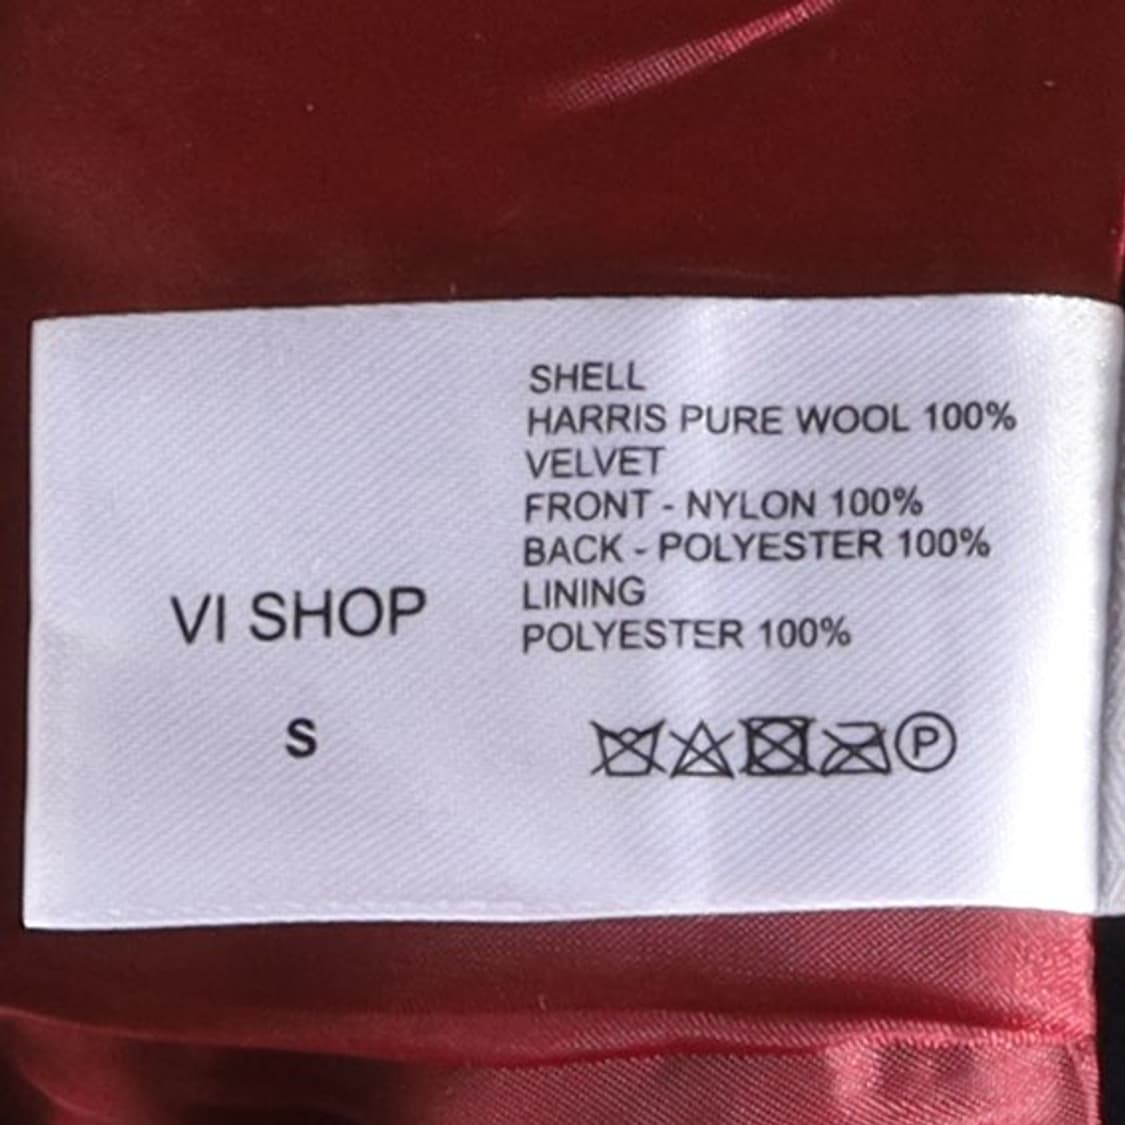 VI SHOP
S
SHELL
HARRIS PURE WOOL 100%
VELVET
FRONT - NYLON 100%
BACK - POLYESTER 100%
LINING
POLYESTER 100%
P